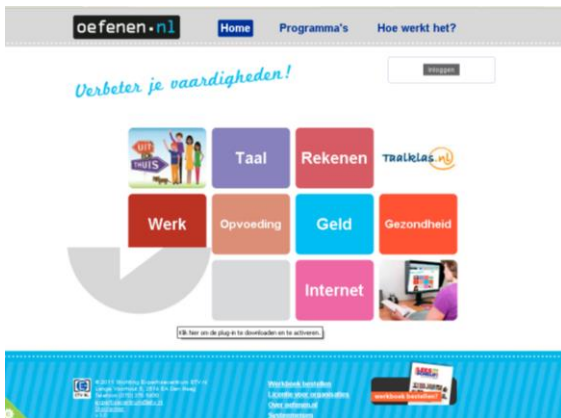 oefenen.nl
Home Programma's Hoe werkt het?
Verbeter je vaardigheden!
Inloggen
UIT
THUIS
Taal
Rekenen
Taalklas.nl
Werk
Opvoeding
Geld
Gezondheid
Internet
Klik hier om de plug-in te downloaden en te activeren.
Werkboek bestellen
Licentie voor organisaties
Over oefenen.nl
werkboek bestellen?